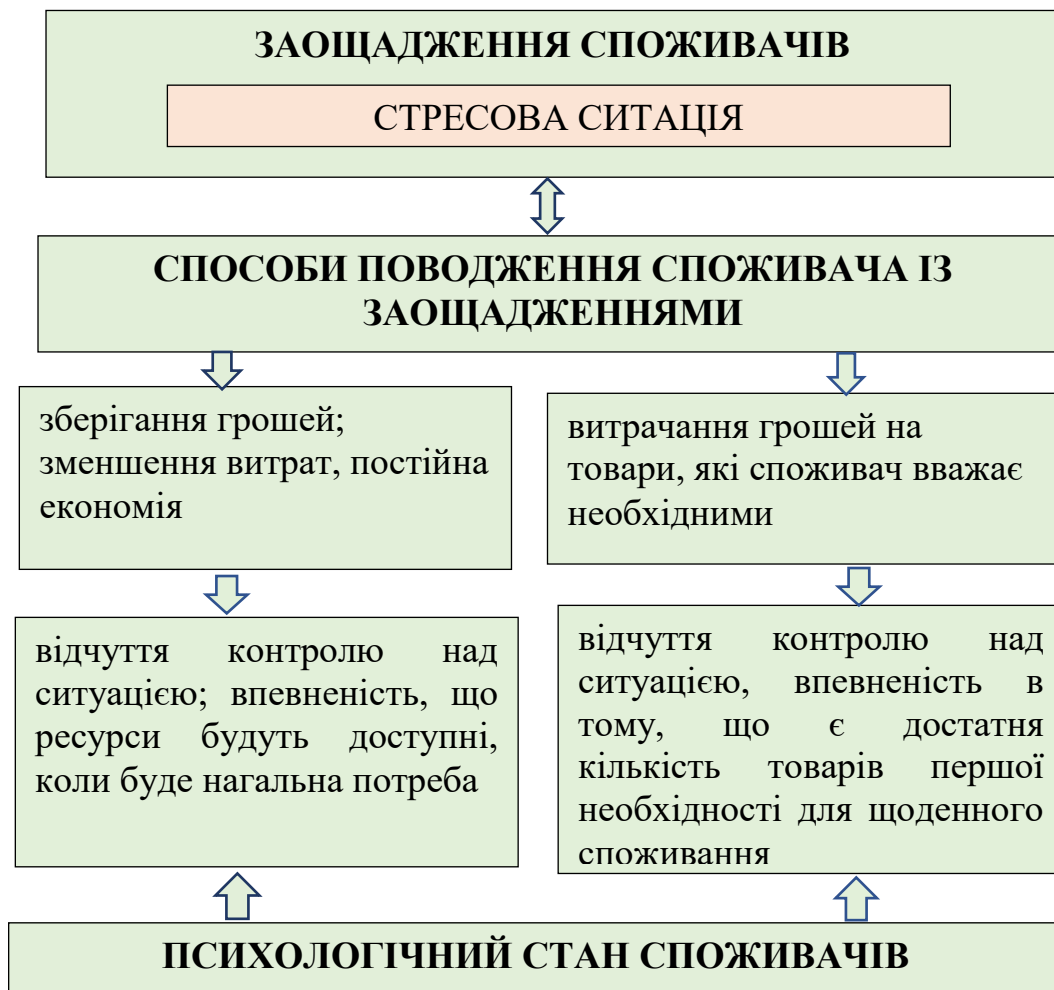 ЗАОЩАДЖЕННЯ СПОЖИВАЧІВ
СТРЕСОВА СИТАЦІЯ
СПОСОБИ ПОВОДЖЕННЯ СПОЖИВАЧА ІЗ
ЗАОЩАДЖЕННЯМИ
зберігання грошей;
зменшення витрат, постійна
економія
витрачання грошей на
товари, які споживач вважає
необхідними
відчуття контролю над
ситуацією; впевненість, що
ресурси будуть доступні,
коли буде нагальна потреба
відчуття контролю над
ситуацією, впевненість в
тому, що є достатня
кількість товарів першої
необхідності для щоденного
споживання
ПСИХОЛОГІЧНИЙ СТАН СПОЖИВАЧІВ